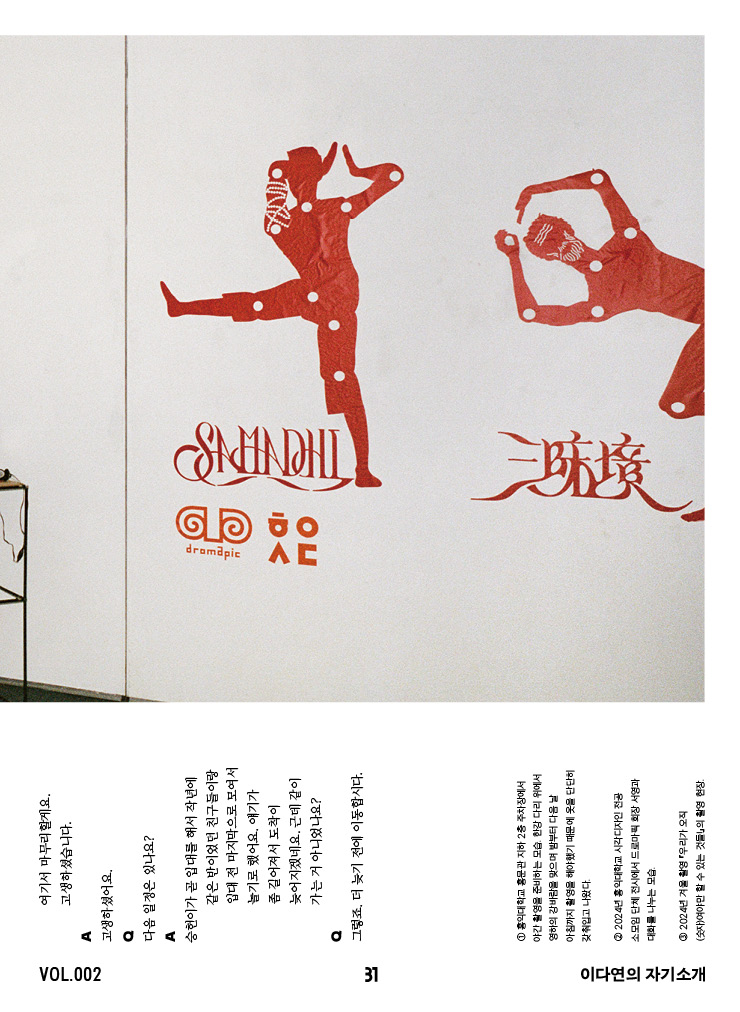 SAMADHI
三昧境
dramapic
ㅎㅇ
ㅅㄷ
여기서 마무리할게요.
고생하셨습니다.
A
고생하셨어요.
Q
다음 일정은 있나요?
A
승현이가 곧 입대를 해서 작년에
같은 반이었던 친구들이랑
입대 전 마지막으로 모여서
놀기로 했어요. 얘기가
좀 길어져서 도착이
늦어지겠네요. 근데 같이
가는 거 아니었나요?
Q
그렇죠. 더 늦기 전에 이동합시다.
① 홍익대학교 홍문관 지하 2층 주차장에서
야간 촬영을 준비하는 모습. 한강 다리 위에서
영하의 강바람을 맞으며 밤부터 다음 날
아침까지 촬영을 해야했기 때문에 옷을 단단히
갖춰입고 나왔다.
② 2024년 홍익대학교 시각디자인 전공
소모임 단체 전시에서 드로마픽 회장 서영과
대화를 나누는 모습.
③ 2024년 겨울 촬영 『우리가 오직
(숫자)여야만 할 수 있는 것들』의 촬영 현장.
VOL.002
31
이다연의 자기소개